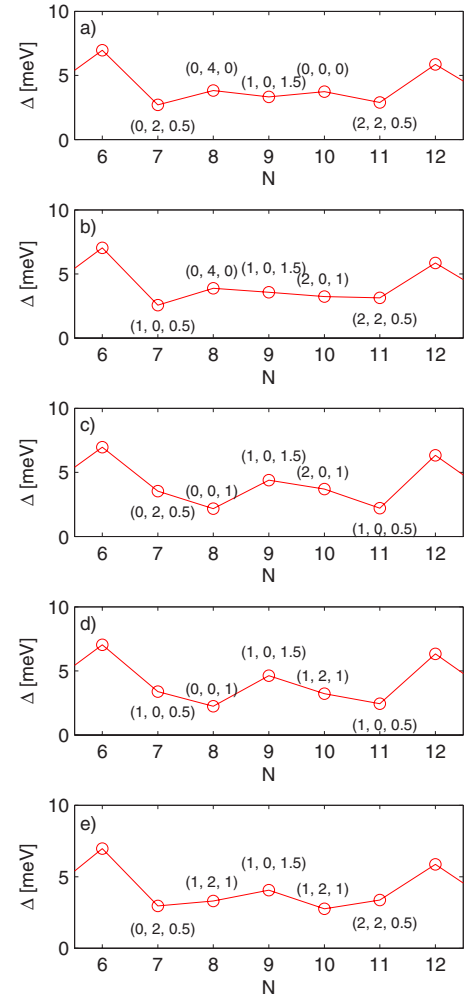 a)
10
5
0
Δ [meV]
(0, 4, 0)
(0, 0, 0)
(1, 0, 1.5)
(0, 2, 0.5)
(2, 2, 0.5)
6 7 8 9 10 11 12
N
b)
10
5
0
Δ [meV]
(0, 4, 0)
(1, 0, 1.5)
(2, 0, 1)
(1, 0, 0.5)
(2, 2, 0.5)
6 7 8 9 10 11 12
N
c)
10
5
0
Δ [meV]
(1, 0, 1.5)
(2, 0, 1)
(0, 0, 1)
(0, 2, 0.5)
(1, 0, 0.5)
6 7 8 9 10 11 12
N
d)
10
5
0
Δ [meV]
(1, 0, 1.5)
(1, 2, 1)
(0, 0, 1)
(1, 0, 0.5)
(1, 0, 0.5)
6 7 8 9 10 11 12
N
e)
10
5
0
Δ [meV]
(1, 0, 1.5)
(1, 2, 1)
(1, 2, 1)
(0, 2, 0.5)
(2, 2, 0.5)
6 7 8 9 10 11 12
N